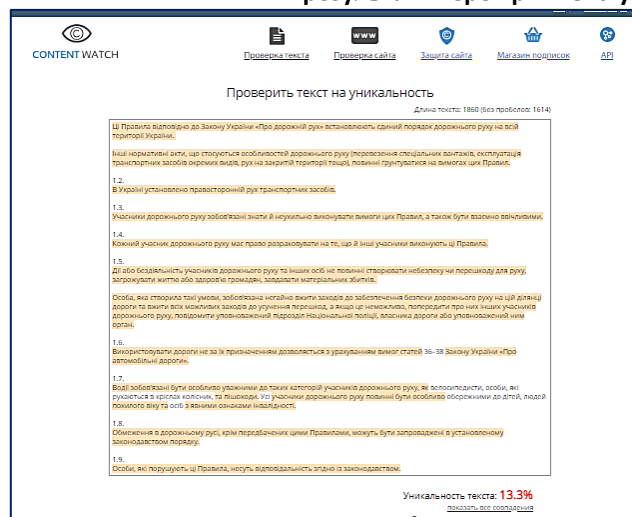 CONTENT WATCH
Проверка текста
Проверка сайта
Защита сайта
Магазин подписок
API
Проверить текст на уникальность
Длина текста: 1860 (без пробелов: 1614)
Ці Правила відповідно до Закону України «Про дорожній рух» встановлюють єдиний порядок дорожнього руху на всій
території України.
Інші нормативні акти, що стосуються особливостей дорожнього руху (перевезення спеціальних вантажів, експлуатація
транспортних засобів окремих видів, рух на закритій території тощо), повинні ґрунтуватися на вимогах цих Правил.
1.2.
В Україні установлено правосторонній рух транспортних засобів.
1.3.
Учасники дорожнього руху зобов'язані знати й неухильно виконувати вимоги цих Правил, а також бути взаємно ввічливими.
1.4.
Кожний учасник дорожнього руху має право розраховувати на те, що й інші учасники виконують ці Правила.
1.5.
Дії або бездіяльність учасників дорожнього руху та інших осіб не повинні створювати небезпеку чи перешкоду для руху,
загрожувати життю або здоров'ю громадян, завдавати матеріальних збитків.
Особа, яка створила такі умови, зобов'язана негайно вжити заходів до забезпечення безпеки дорожнього руху на цій ділянці
дороги та вжити всіх можливих заходів до усунення перешкод, а якщо це неможливо, попередити про них інших учасників
дорожнього руху, повідомити уповноважений підрозділ Національної поліції, власника дороги або уповноважений ним
орган.
1.6.
Використовувати дороги не за їх призначенням дозволяється з урахуванням вимог статей 36–38 Закону України «Про
автомобільні дороги».
1.7.
Водії зобов'язані бути особливо уважними до таких категорій учасників дорожнього руху, як велосипедисти, особи, які
рухаються в кріслах колісних, та пішоходи. Усі учасники дорожнього руху повинні бути особливо обережними до дітей, людей
похилого віку та осіб з явними ознаками інвалідності.
1.8.
Обмеження в дорожньому русі, крім передбачених цими Правилами, можуть бути запроваджені в установленому
законодавством порядку.
1.9.
Особи, які порушують ці Правила, несуть відповідальність згідно із законодавством.
Уникальность текста: 13.3%
показать все совпадения